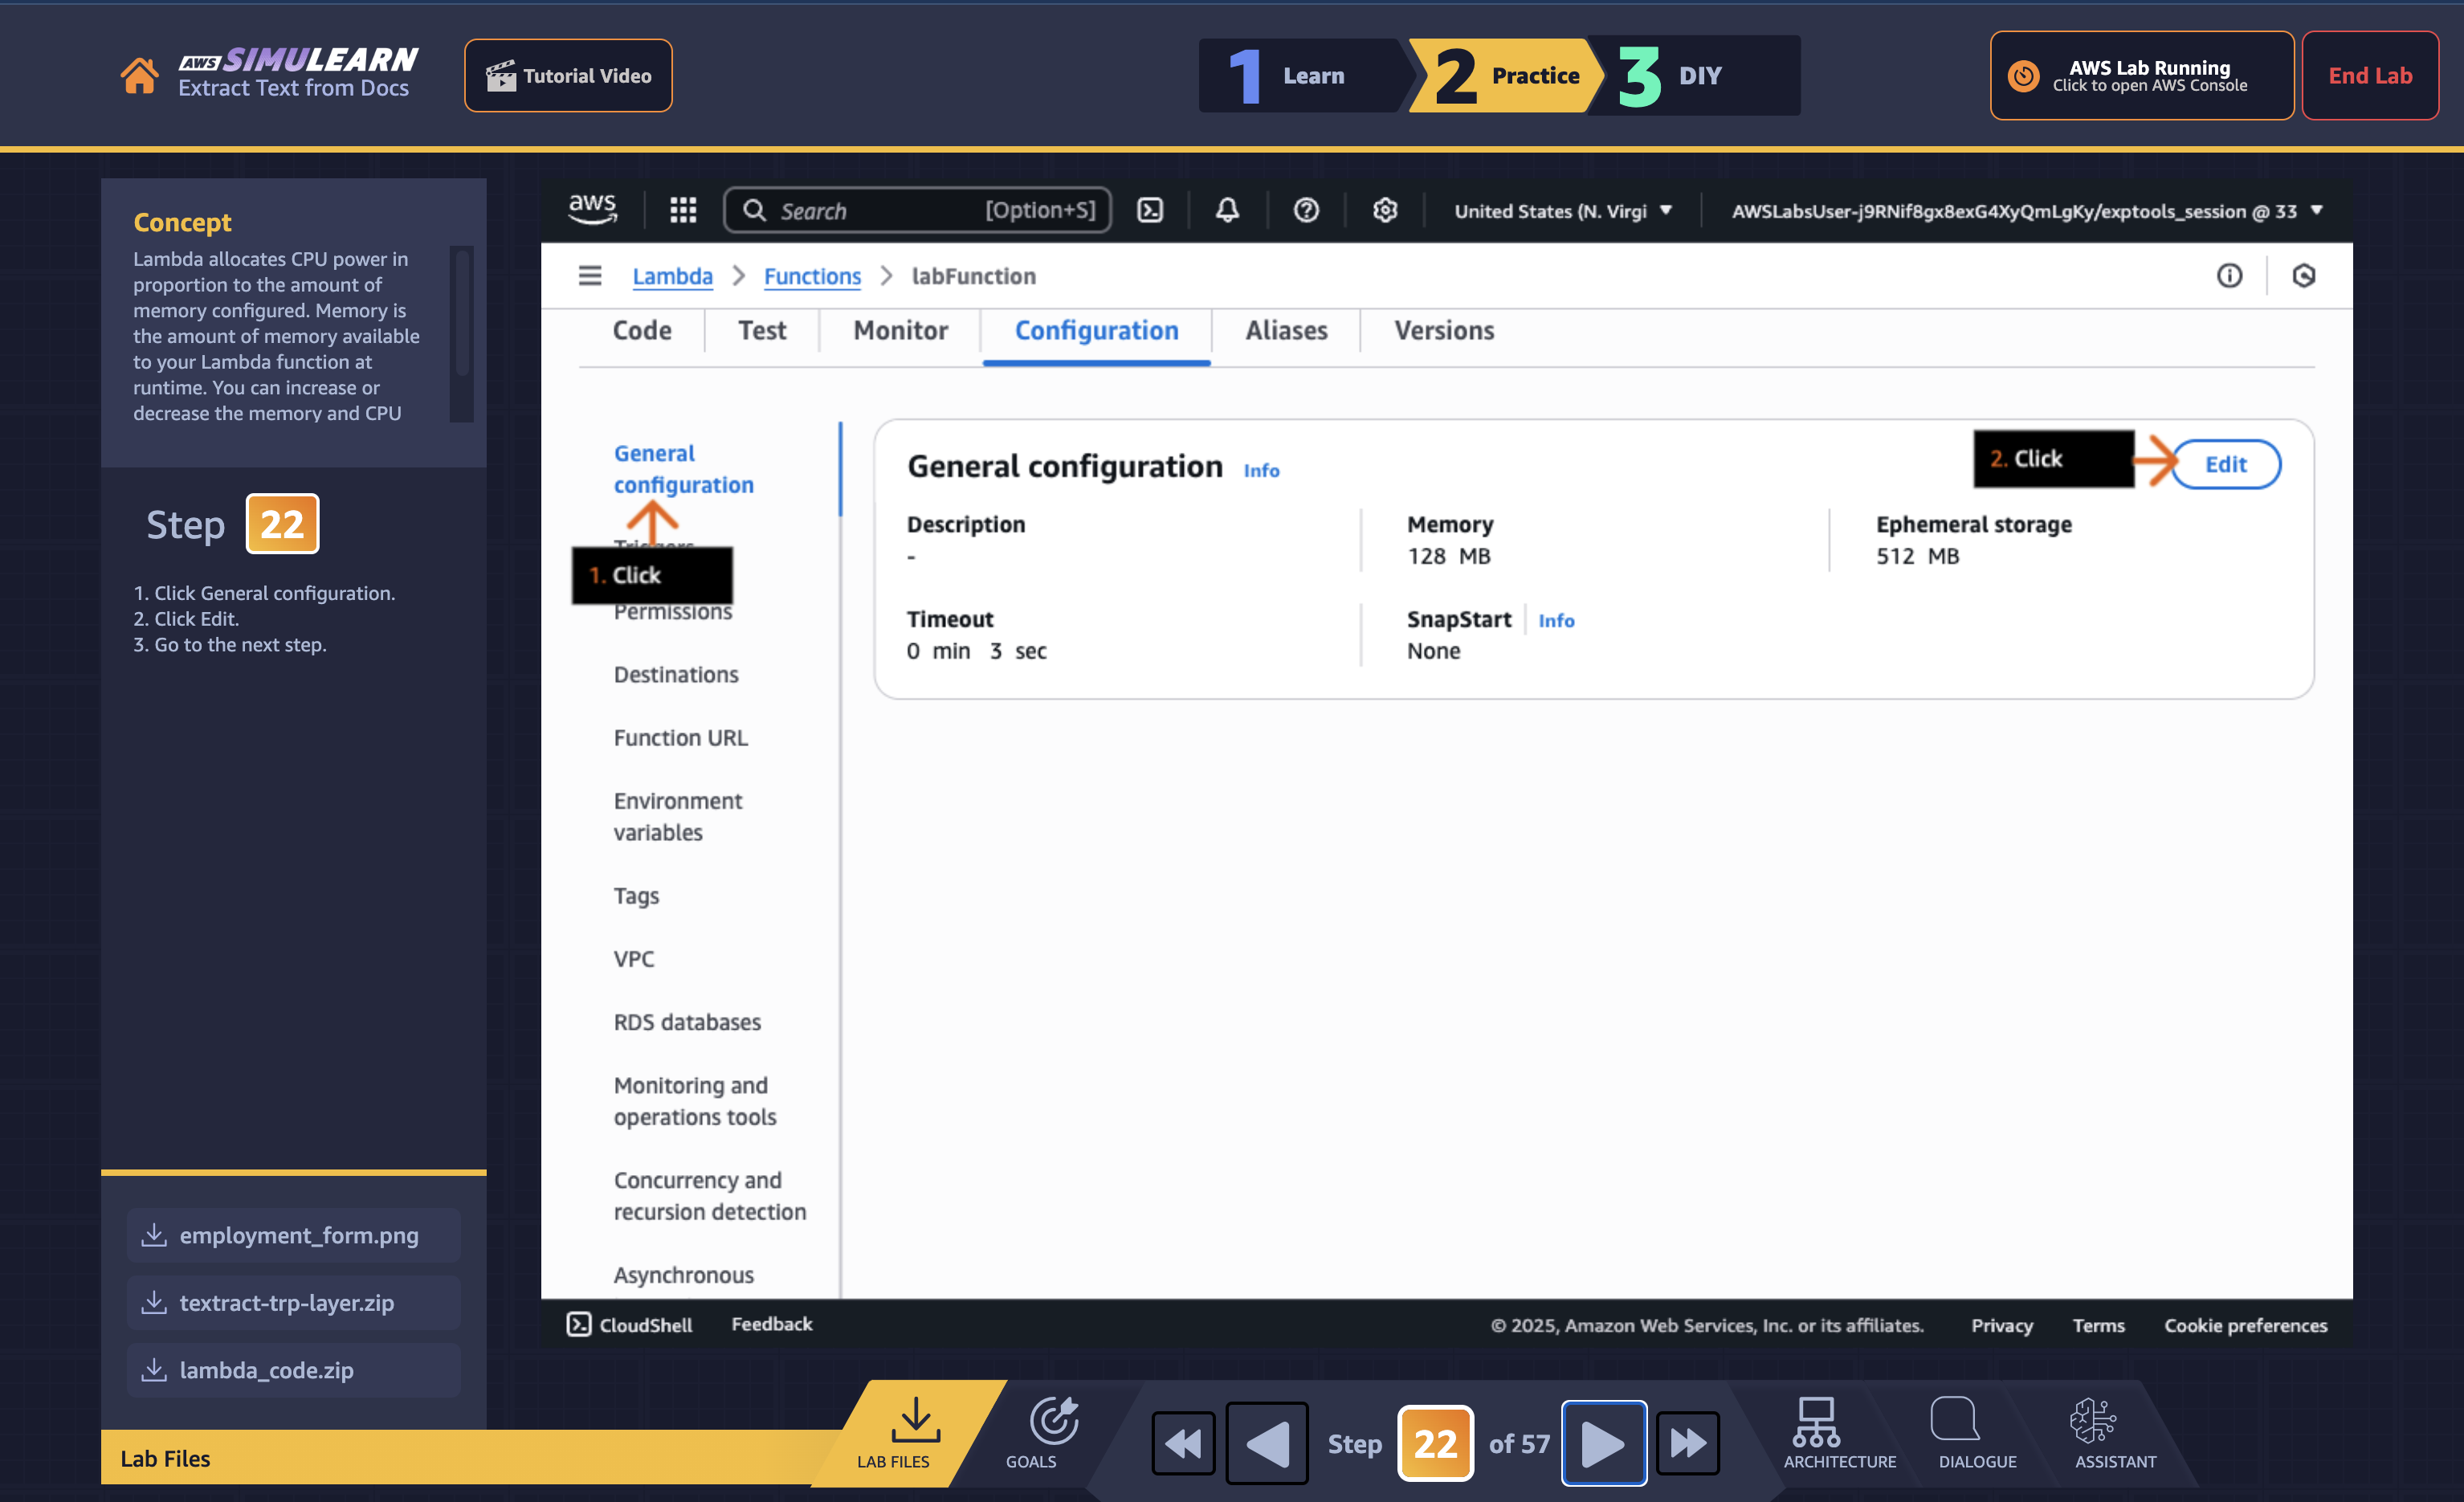 AWS SIMULEARN
Extract Text from Docs
Tutorial Video
1 Learn
2 Practice
3 DIY
AWS Lab Running
Click to open AWS Console
End Lab
Concept
Lambda allocates CPU power in
proportion to the amount of
memory configured. Memory is
the amount of memory available
to your Lambda function at
runtime. You can increase or
decrease the memory and CPU
Step 22
1. Click General configuration.
2. Click Edit.
3. Go to the next step.
employment_form.png
textract-trp-layer.zip
lambda_code.zip
Lab Files
aws
Search [Option+S]
United States (N. Virgi
AWSLabsUser-j9RNif8gx8exG4XyQmLgKy/exptools_session @ 33
Lambda > Functions > labFunction
Code
Test
Monitor
Configuration
Aliases
Versions
General
configuration
Triggers
1. Click
Permissions
Destinations
Function URL
Environment
variables
Tags
VPC
RDS databases
Monitoring and
operations tools
Concurrency and
recursion detection
Asynchronous
General configuration Info
2. Click
Edit
Description
-
Memory
128 MB
Ephemeral storage
512 MB
Timeout
0 min 3 sec
SnapStart Info
None
CloudShell
Feedback
© 2025, Amazon Web Services, Inc. or its affiliates.
Privacy
Terms
Cookie preferences
LAB FILES
GOALS
Step 22 of 57
ARCHITECTURE
DIALOGUE
ASSISTANT